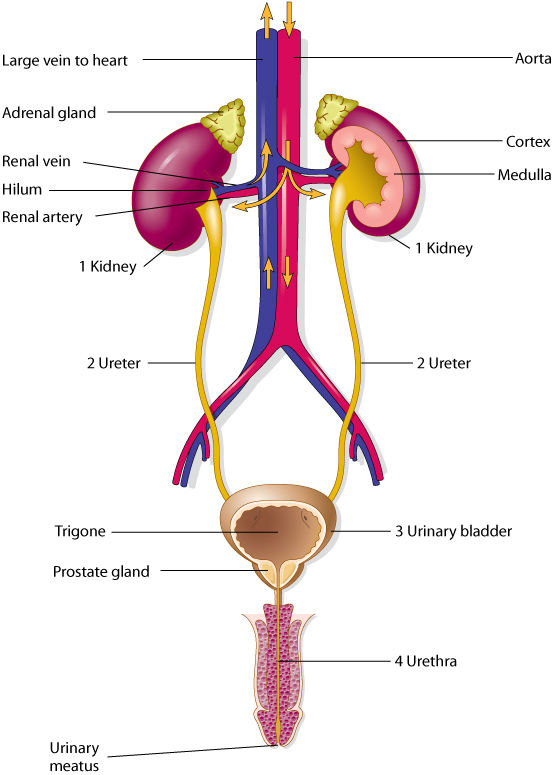 Large vein to heart
Aorta
Adrenal gland
Cortex
Renal vein
Medulla
Hilum
Renal artery
1 Kidney
1 Kidney
2 Ureter
2 Ureter
Trigone
3 Urinary bladder
Prostate gland
4 Urethra
Urinary
meatus